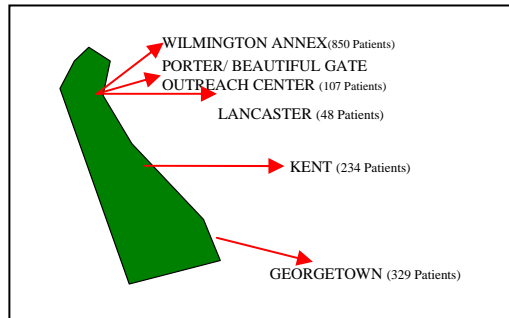 WILMINGTON ANNEX(850 Patients)
PORTER/ BEAUTIFUL GATE
OUTREACH CENTER (107 Patients)
LANCASTER (48 Patients)
KENT (234 Patients)
GEORGETOWN (329 Patients)